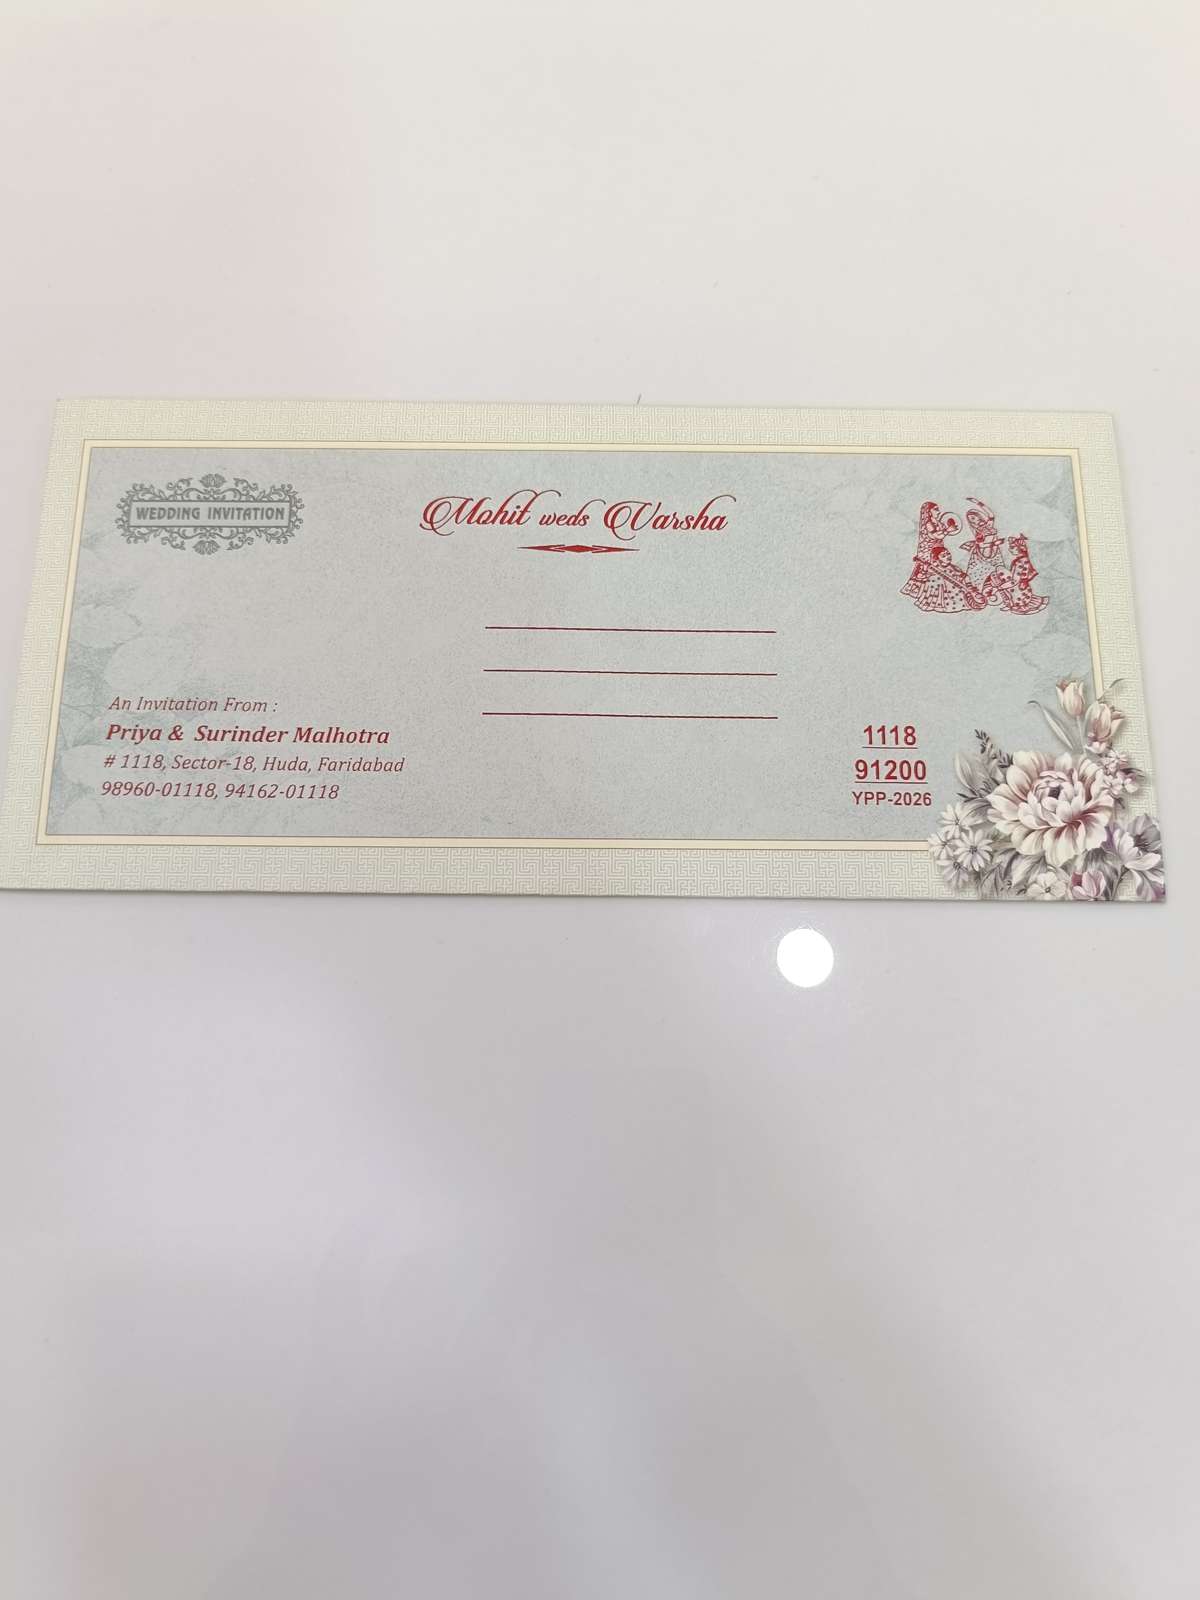 WEDDING INVITATION
Mohit weds Varsha
An Invitation From :
Priya & Surinder Malhotra
# 1118, Sector-18, Huda, Faridabad
98960-01118, 94162-01118
1118
91200
YPP-2026